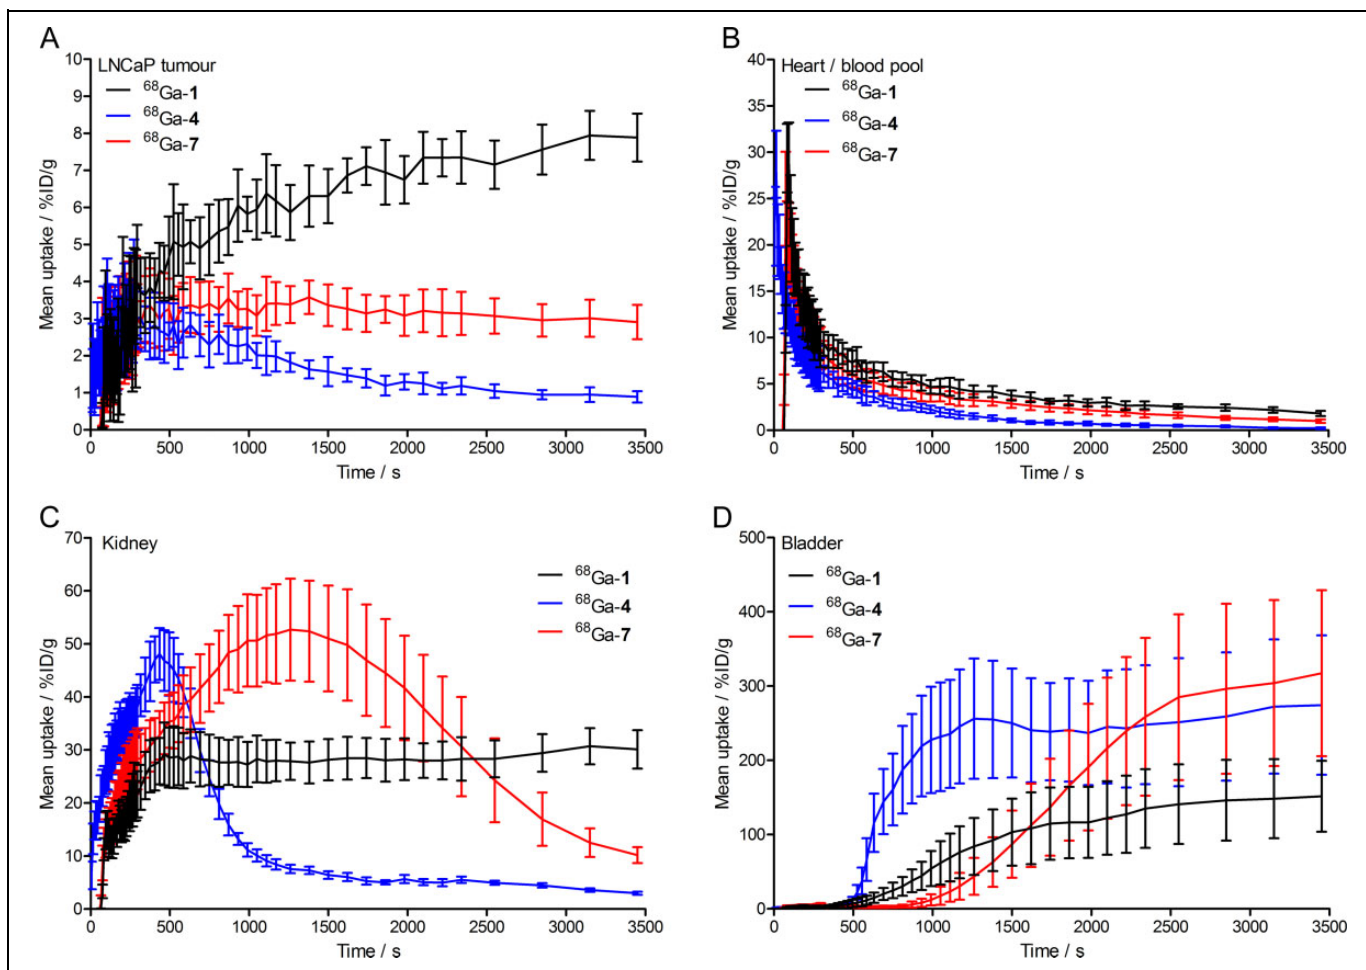 A
LNCaP tumour
⁶⁸Ga-1
⁶⁸Ga-4
⁶⁸Ga-7
Mean uptake / %ID/g
10
9
8
7
6
5
4
3
2
1
0
0 500 1000 1500 2000 2500 3000 3500
Time / s
B
Heart / blood pool
⁶⁸Ga-1
⁶⁸Ga-4
⁶⁸Ga-7
Mean uptake / %ID/g
40
35
30
25
20
15
10
5
0
0 500 1000 1500 2000 2500 3000 3500
Time / s
C
Kidney
⁶⁸Ga-1
⁶⁸Ga-4
⁶⁸Ga-7
Mean uptake / %ID/g
70
60
50
40
30
20
10
0
0 500 1000 1500 2000 2500 3000 3500
Time / s
D
Bladder
⁶⁸Ga-1
⁶⁸Ga-4
⁶⁸Ga-7
Mean uptake / %ID/g
500
400
300
200
100
0
0 500 1000 1500 2000 2500 3000 3500
Time / s